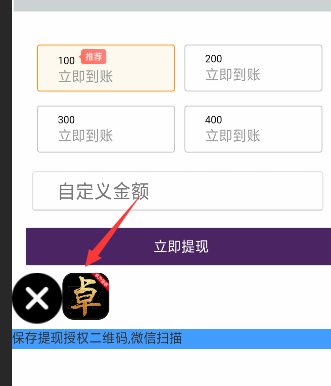 100 推荐
立即到账
200
立即到账
300
立即到账
400
立即到账
自定义金额
立即提现
卓
保存提现授权二维码,微信扫描